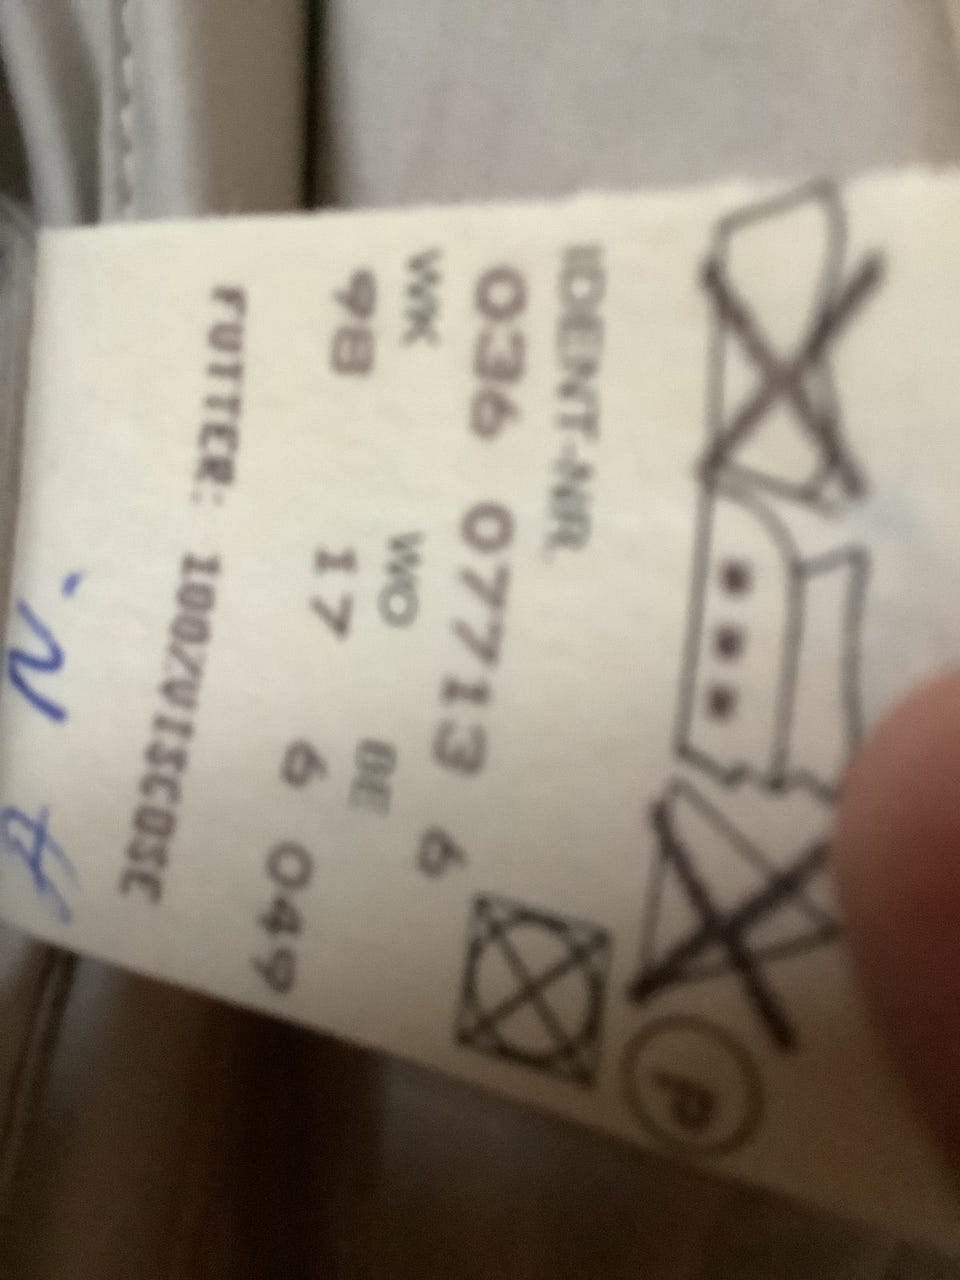 P
IDENT-NR.
036 07713 6
WK WO BE
98 17 6 049
FUTTER: 100%VISCOSE